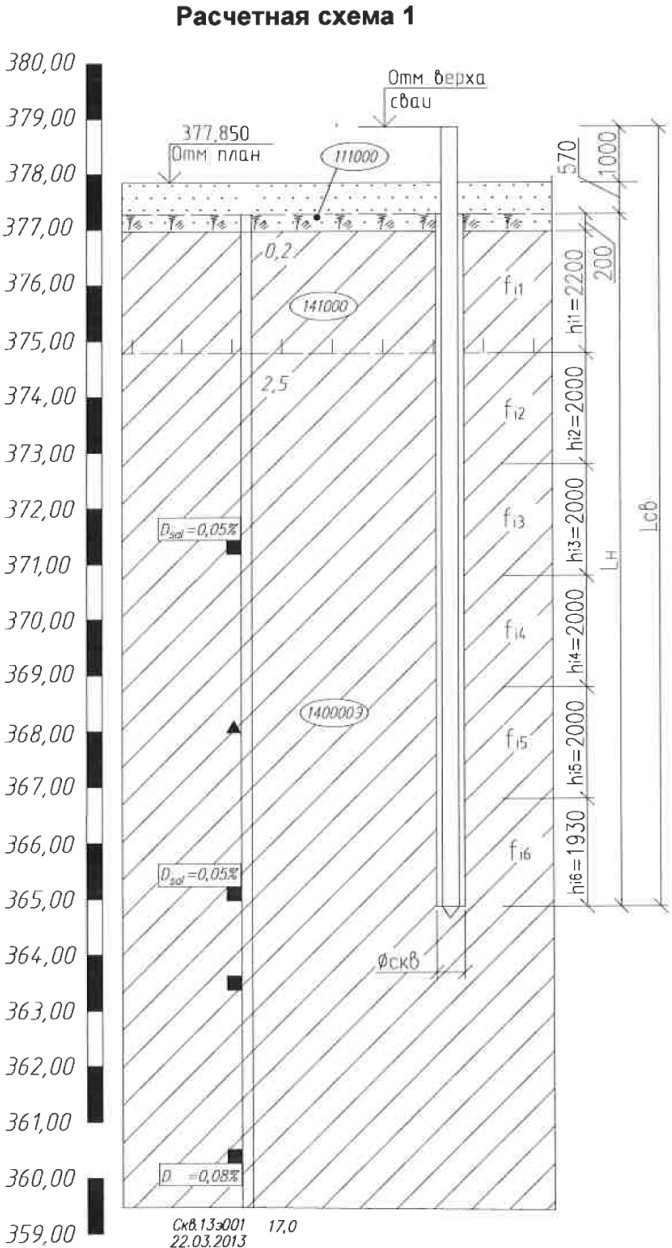 Расчетная схема 1
380,00
379,00
378,00
377,00
376,00
375,00
374,00
373,00
372,00
371,00
370,00
369,00
368,00
367,00
366,00
365,00
364,00
363,00
362,00
361,00
360,00
359,00
Отм. верха
сваи
377,850
Отм. план.
111000
0,2
141000
2,5
Dsal =0,05%
140000Э
Dsal =0,05%
D =0,08%
fi1
fi2
fi3
fi4
fi5
fi6
570
1000
200
hi1=2200
hi2=2000
hi3=2000
hi4=2000
hi5=2000
hi6=1930
Lн
Lсв
Фскв
Скв.13э001 17,0
22.03.2013